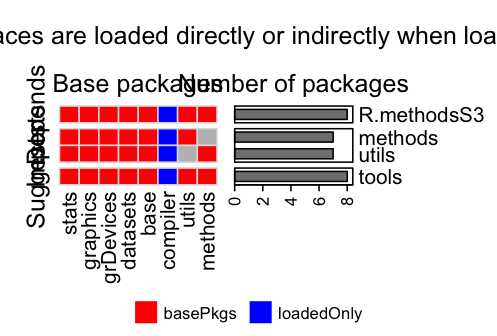 aces are loaded directly or indirectly when loa
Base packages
Number of packages
Depends
Imports
Suggests
R.methodsS3
methods
utils
tools
stats
graphics
grDevices
datasets
base
compiler
utils
methods
0 2 4 6 8
basePkgs
loadedOnly